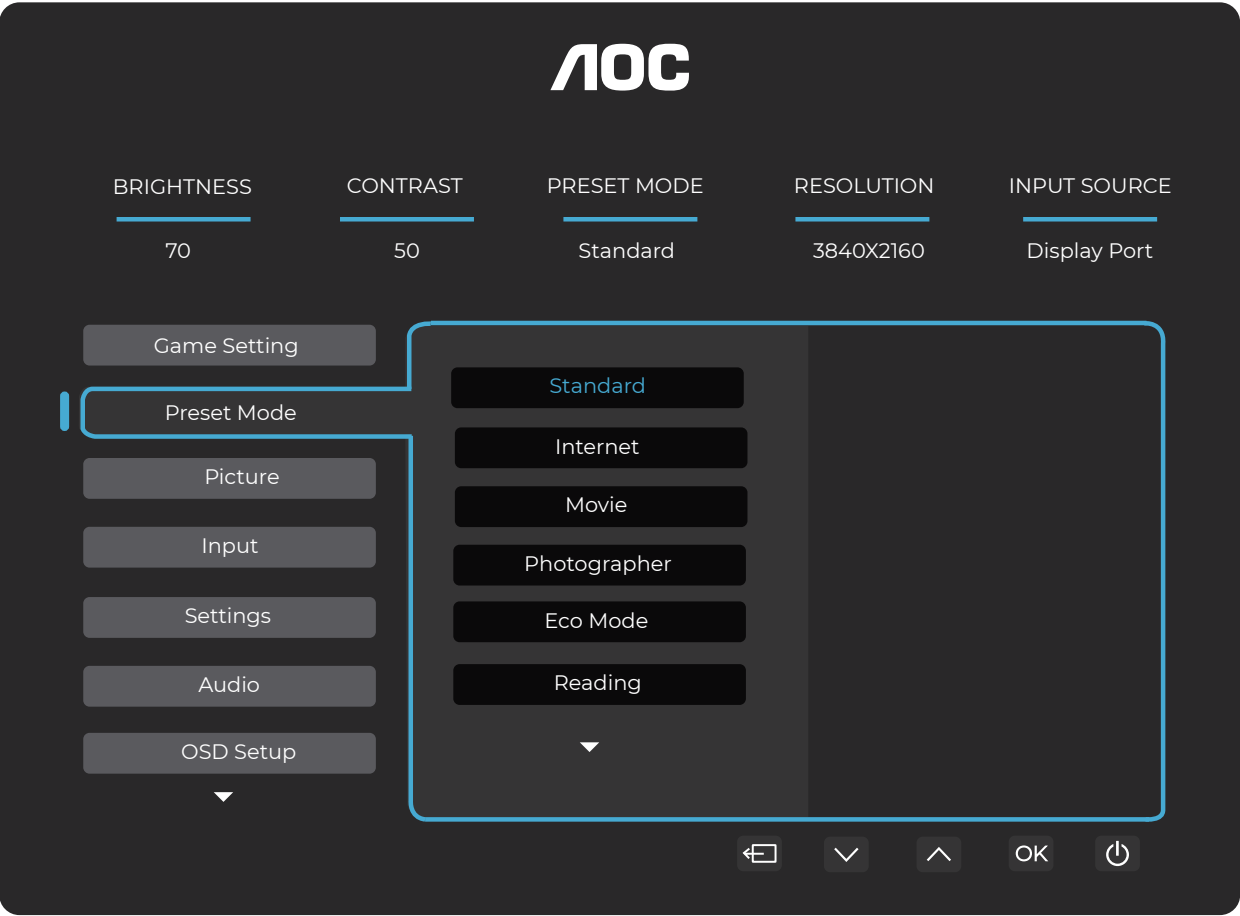 AOC
BRIGHTNESS
CONTRAST
PRESET MODE
RESOLUTION
INPUT SOURCE
70
50
Standard
3840X2160
Display Port
Game Setting
Preset Mode
Picture
Input
Settings
Audio
OSD Setup
Standard
Internet
Movie
Photographer
Eco Mode
Reading
OK